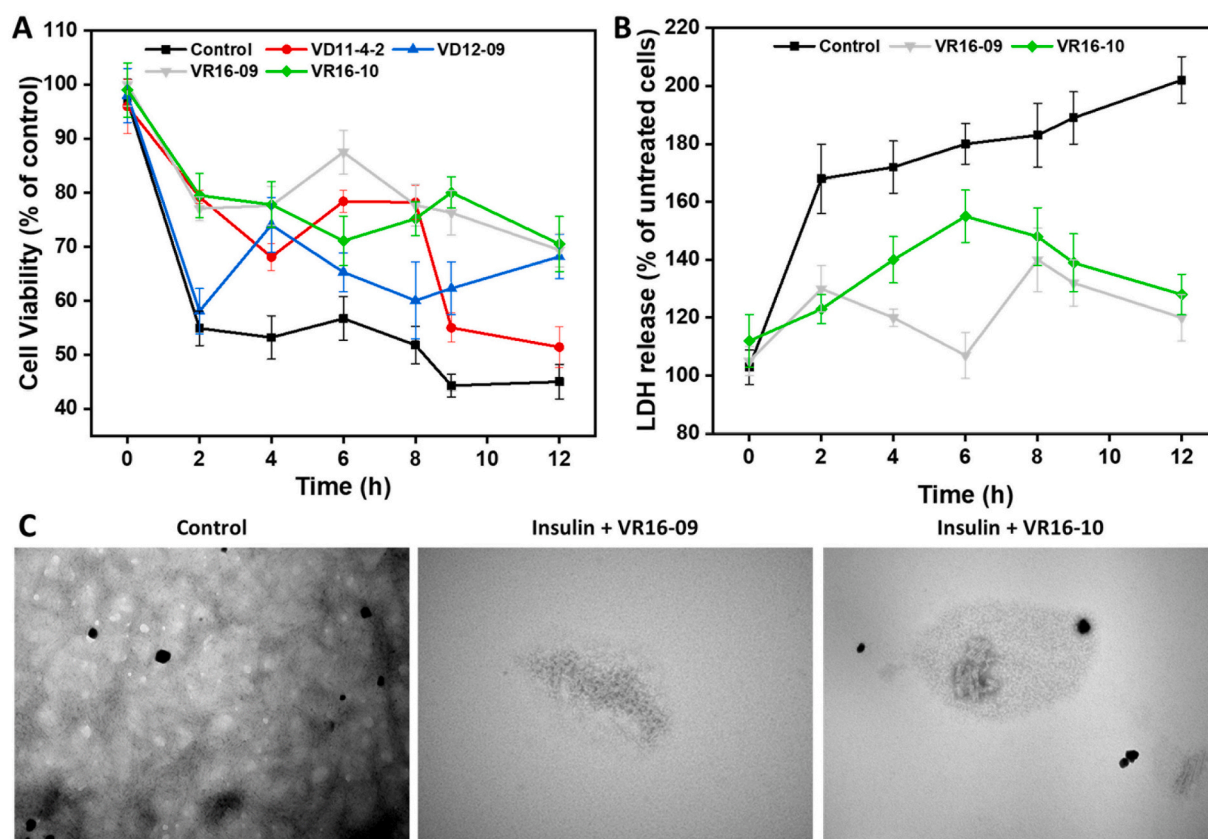 A
Cell Viability (% of control)
110
100
90
80
70
60
50
40
Control VD11-4-2 VD12-09
VR16-09 VR16-10
0 2 4 6 8 10 12
Time (h)
B
LDH release (% of untreated cells)
220
200
180
160
140
120
100
80
Control VR16-09 VR16-10
0 2 4 6 8 10 12
Time (h)
C
Control
Insulin + VR16-09
Insulin + VR16-10